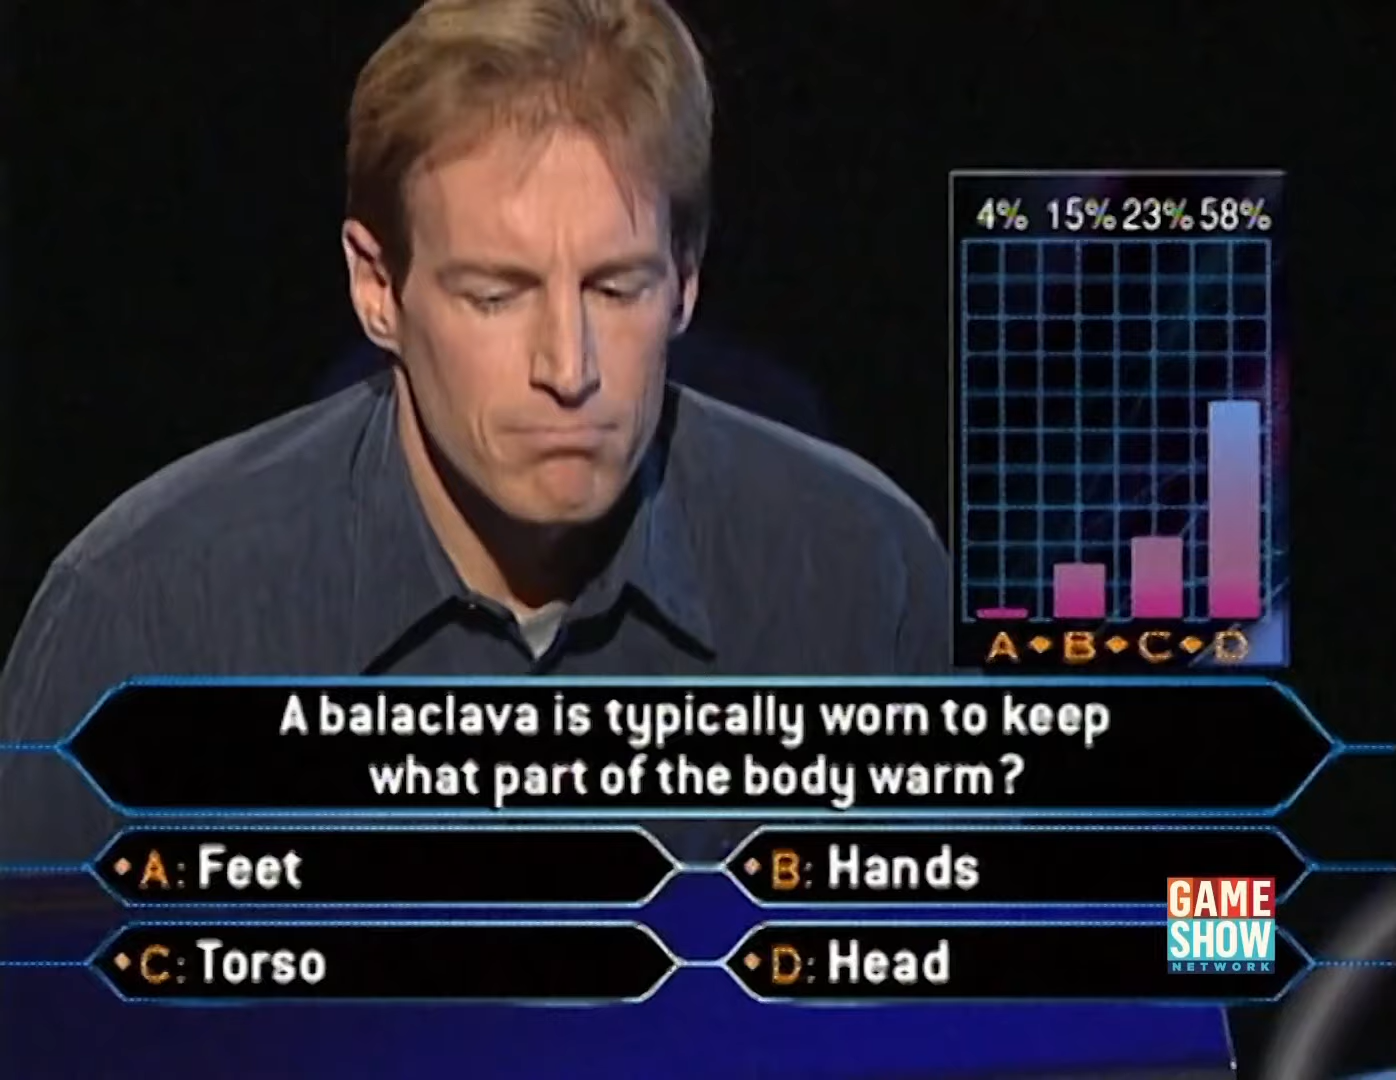 4% 15% 23% 58%
A B C D
A balaclava is typically worn to keep
what part of the body warm?
A: Feet
B: Hands
C: Torso
D: Head
GAME
SHOW
NETWORK